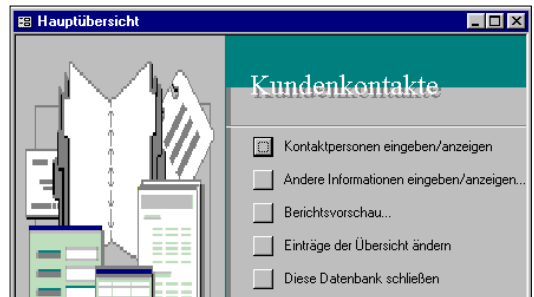 Hauptübersicht
Kundenkontakte
Kontaktpersonen eingeben/anzeigen
Andere Informationen eingeben/anzeigen...
Berichtsvorschau...
Einträge der Übersicht ändern
Diese Datenbank schließen